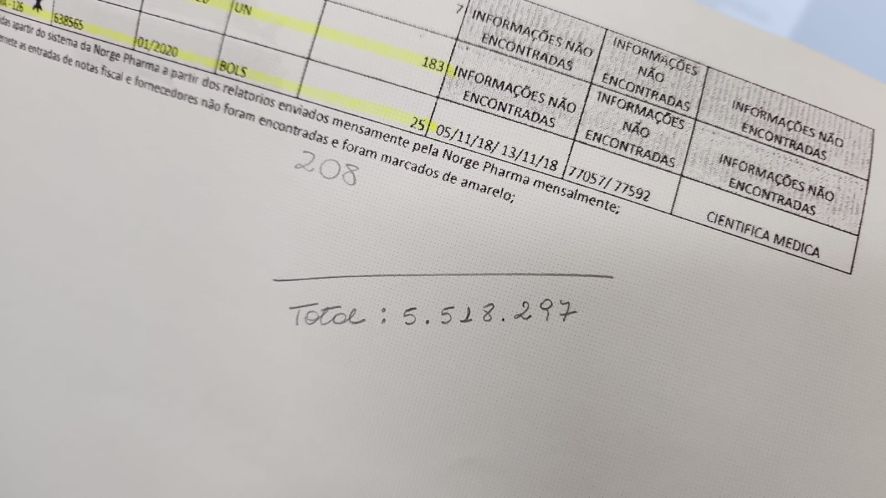 UN
7 INFORMAÇÕES NÃO ENCONTRADAS INFORMAÇÕES NÃO ENCONTRADAS INFORMAÇÕES NÃO ENCONTRADAS
183 INFORMAÇÕES NÃO ENCONTRADAS INFORMAÇÕES NÃO ENCONTRADAS INFORMAÇÕES NÃO ENCONTRADAS
638565 01/2020 BOLS 25 05/11/18/ 13/11/18 77057/ 77592 CIENTIFICA MEDICA
apartir do sistema da Norge Pharma a partir dos relatorios enviados mensamente pela Norge Pharma mensalmente;
as entradas de notas fiscal e fornecedores não foram encontradas e foram marcados de amarelo;
208
Total : 5.518.297